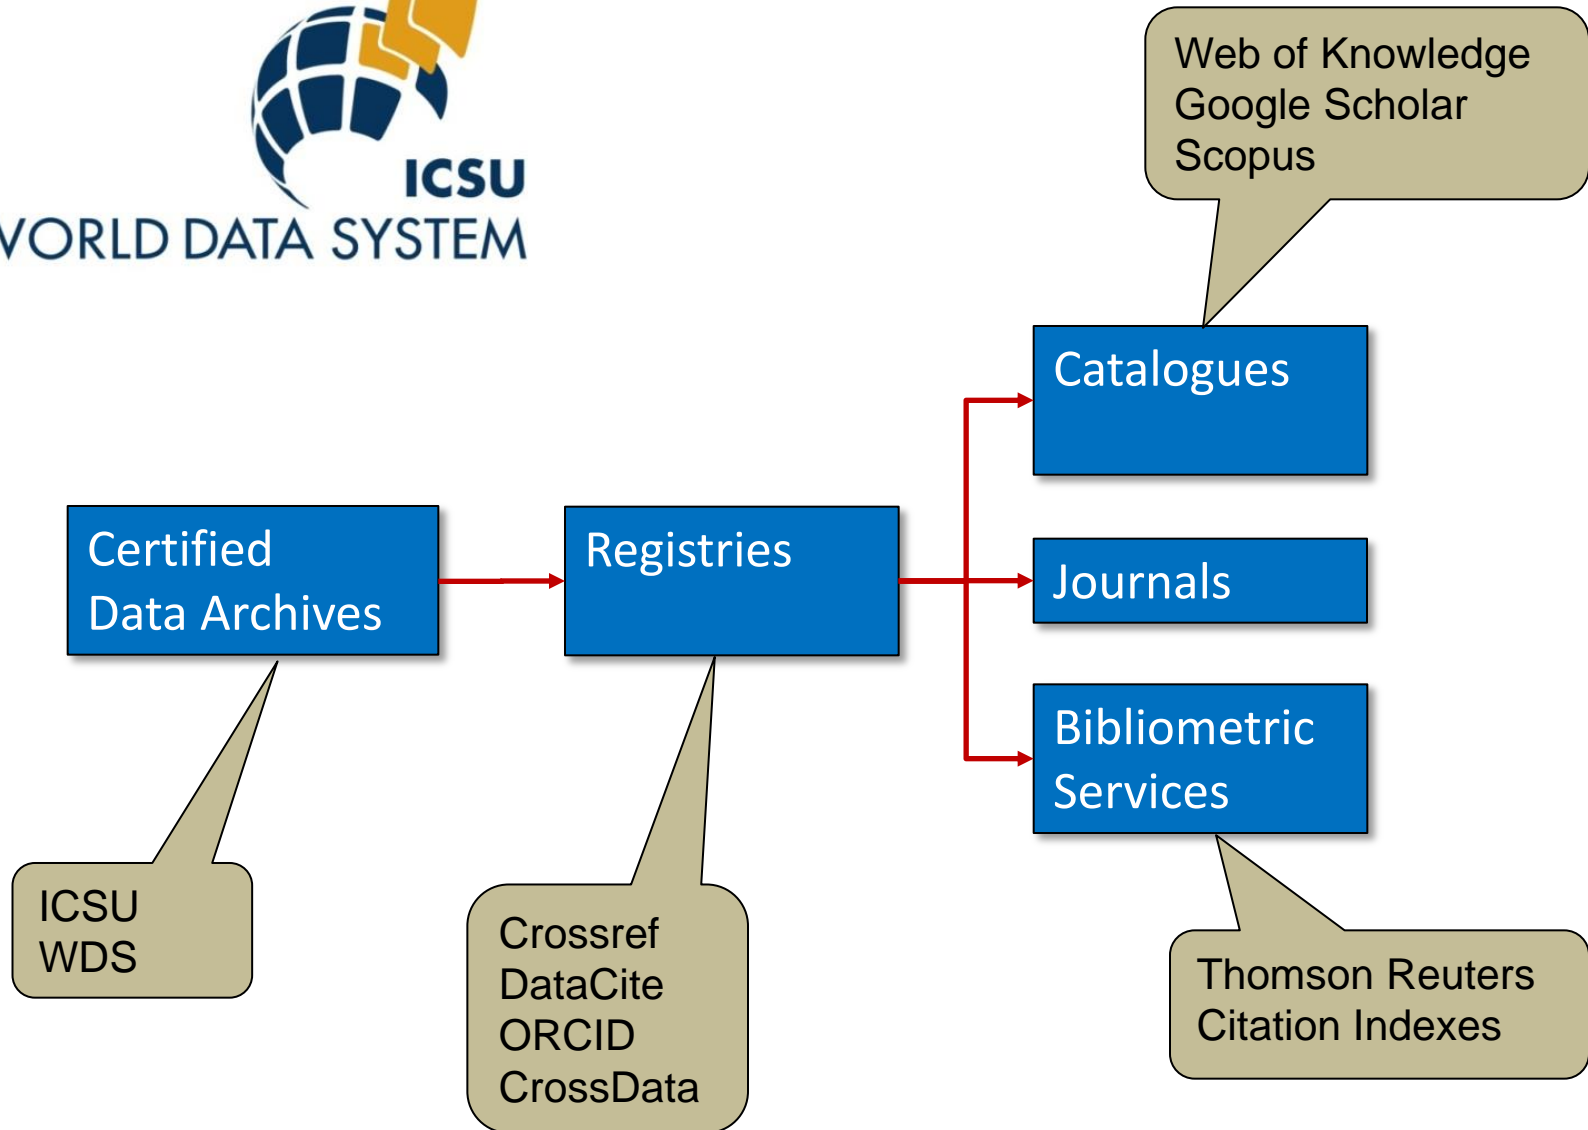 ICSU
WORLD DATA SYSTEM
Web of Knowledge
Google Scholar
Scopus
Catalogues
Certified
Data Archives
Registries
Journals
Bibliometric
Services
ICSU
WDS
Crossref
DataCite
ORCID
CrossData
Thomson Reuters
Citation Indexes